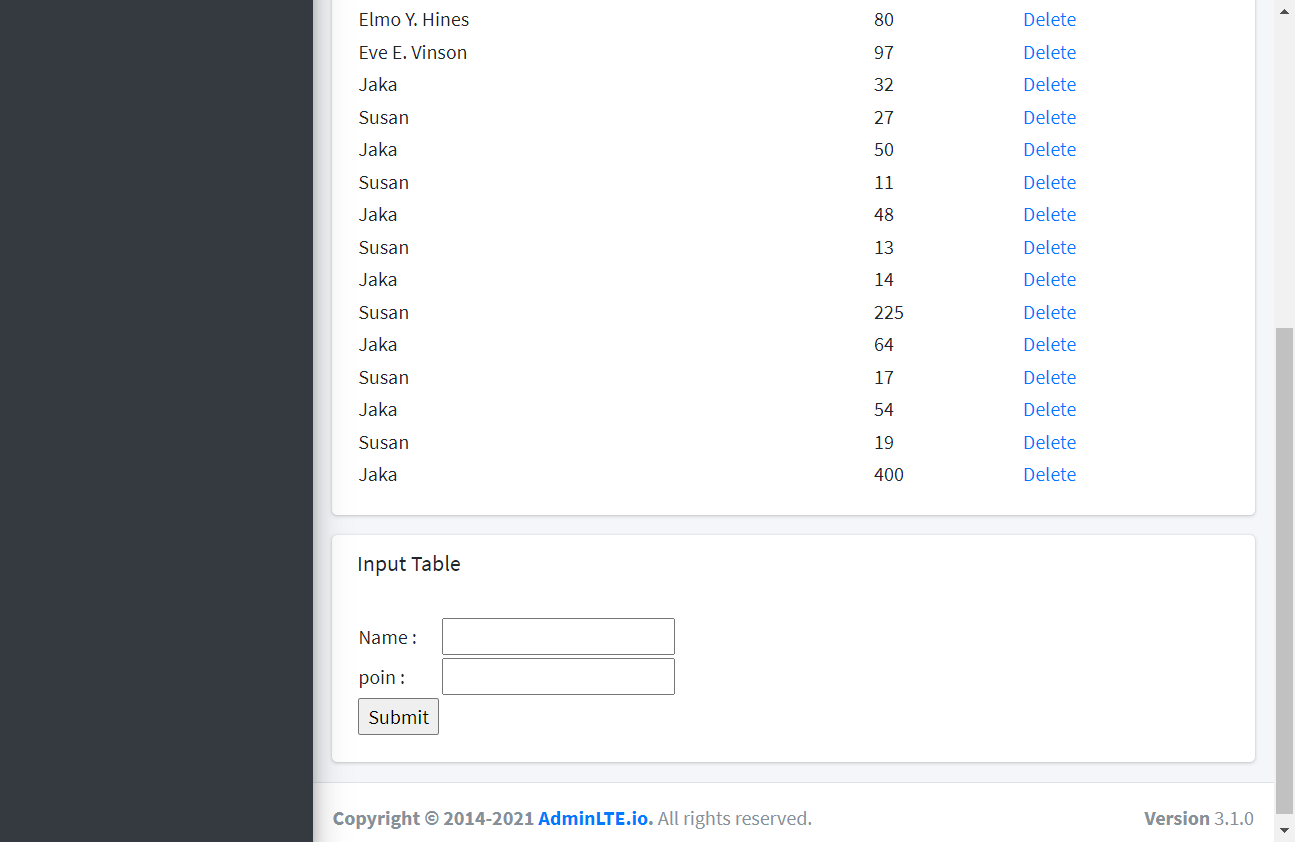 Elmo Y. Hines 80 Delete
Eve E. Vinson 97 Delete
Jaka 32 Delete
Susan 27 Delete
Jaka 50 Delete
Susan 11 Delete
Jaka 48 Delete
Susan 13 Delete
Jaka 14 Delete
Susan 225 Delete
Jaka 64 Delete
Susan 17 Delete
Jaka 54 Delete
Susan 19 Delete
Jaka 400 Delete
Input Table
Name :
poin :
Submit
Copyright © 2014-2021 AdminLTE.io. All rights reserved. Version 3.1.0